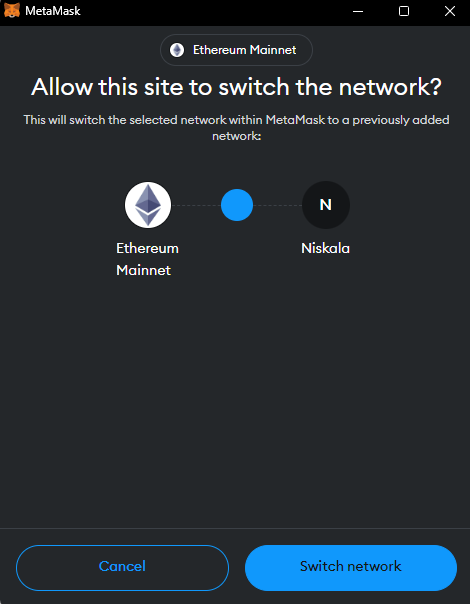 MetaMask
Ethereum Mainnet
Allow this site to switch the network?
This will switch the selected network within MetaMask to a previously added
network:
N
Ethereum
Mainnet
Niskala
Cancel
Switch network